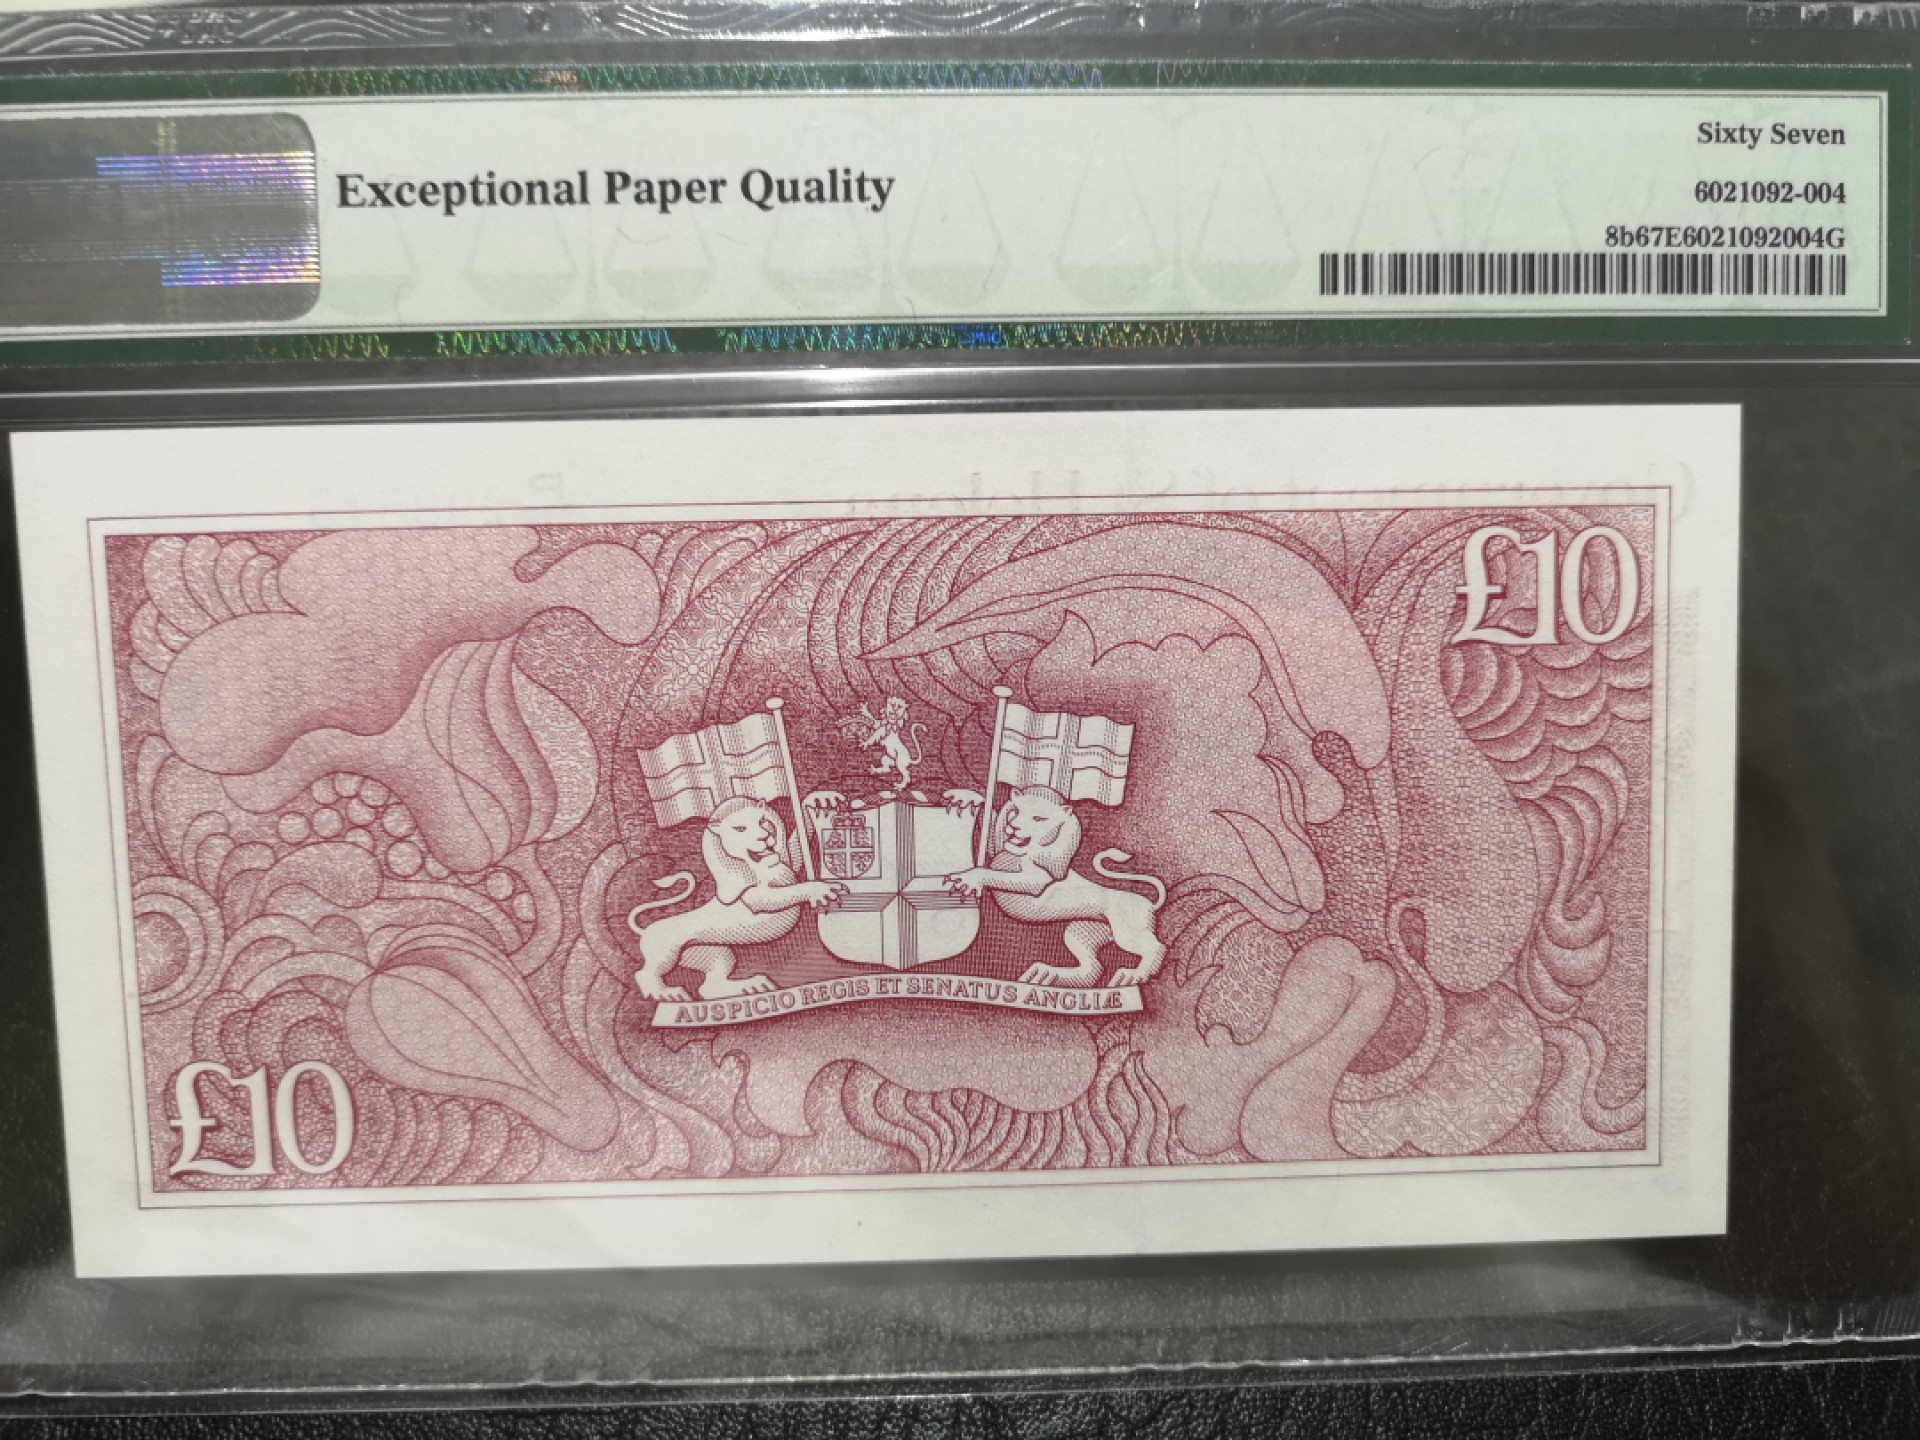 Sixty Seven
Exceptional Paper Quality
6021092-004
8b67E6021092004G
£10
AUSPICIO REGIS ET SENATUS ANGLIÆ
£10